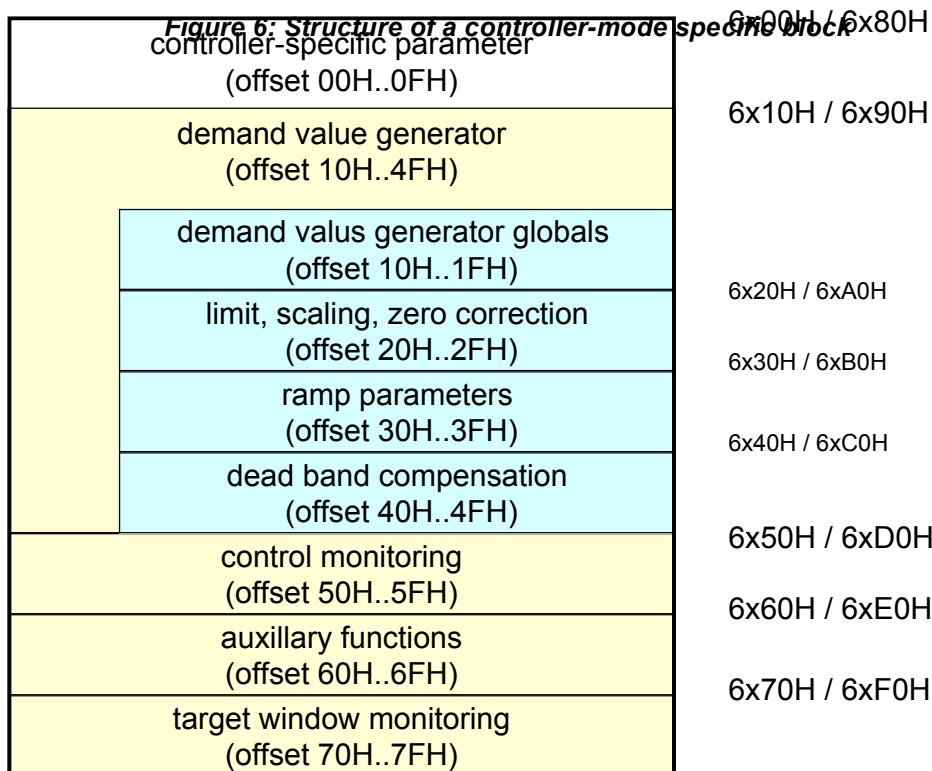 Figure 6: Structure of a controller-mode specific block
6x00H / 6x80H
controller-specific parameter
(offset 00H..0FH)
6x10H / 6x90H
demand value generator
(offset 10H..4FH)
demand valus generator globals
(offset 10H..1FH)
6x20H / 6xA0H
limit, scaling, zero correction
(offset 20H..2FH)
6x30H / 6xB0H
ramp parameters
(offset 30H..3FH)
6x40H / 6xC0H
dead band compensation
(offset 40H..4FH)
6x50H / 6xD0H
control monitoring
(offset 50H..5FH)
6x60H / 6xE0H
auxillary functions
(offset 60H..6FH)
6x70H / 6xF0H
target window monitoring
(offset 70H..7FH)